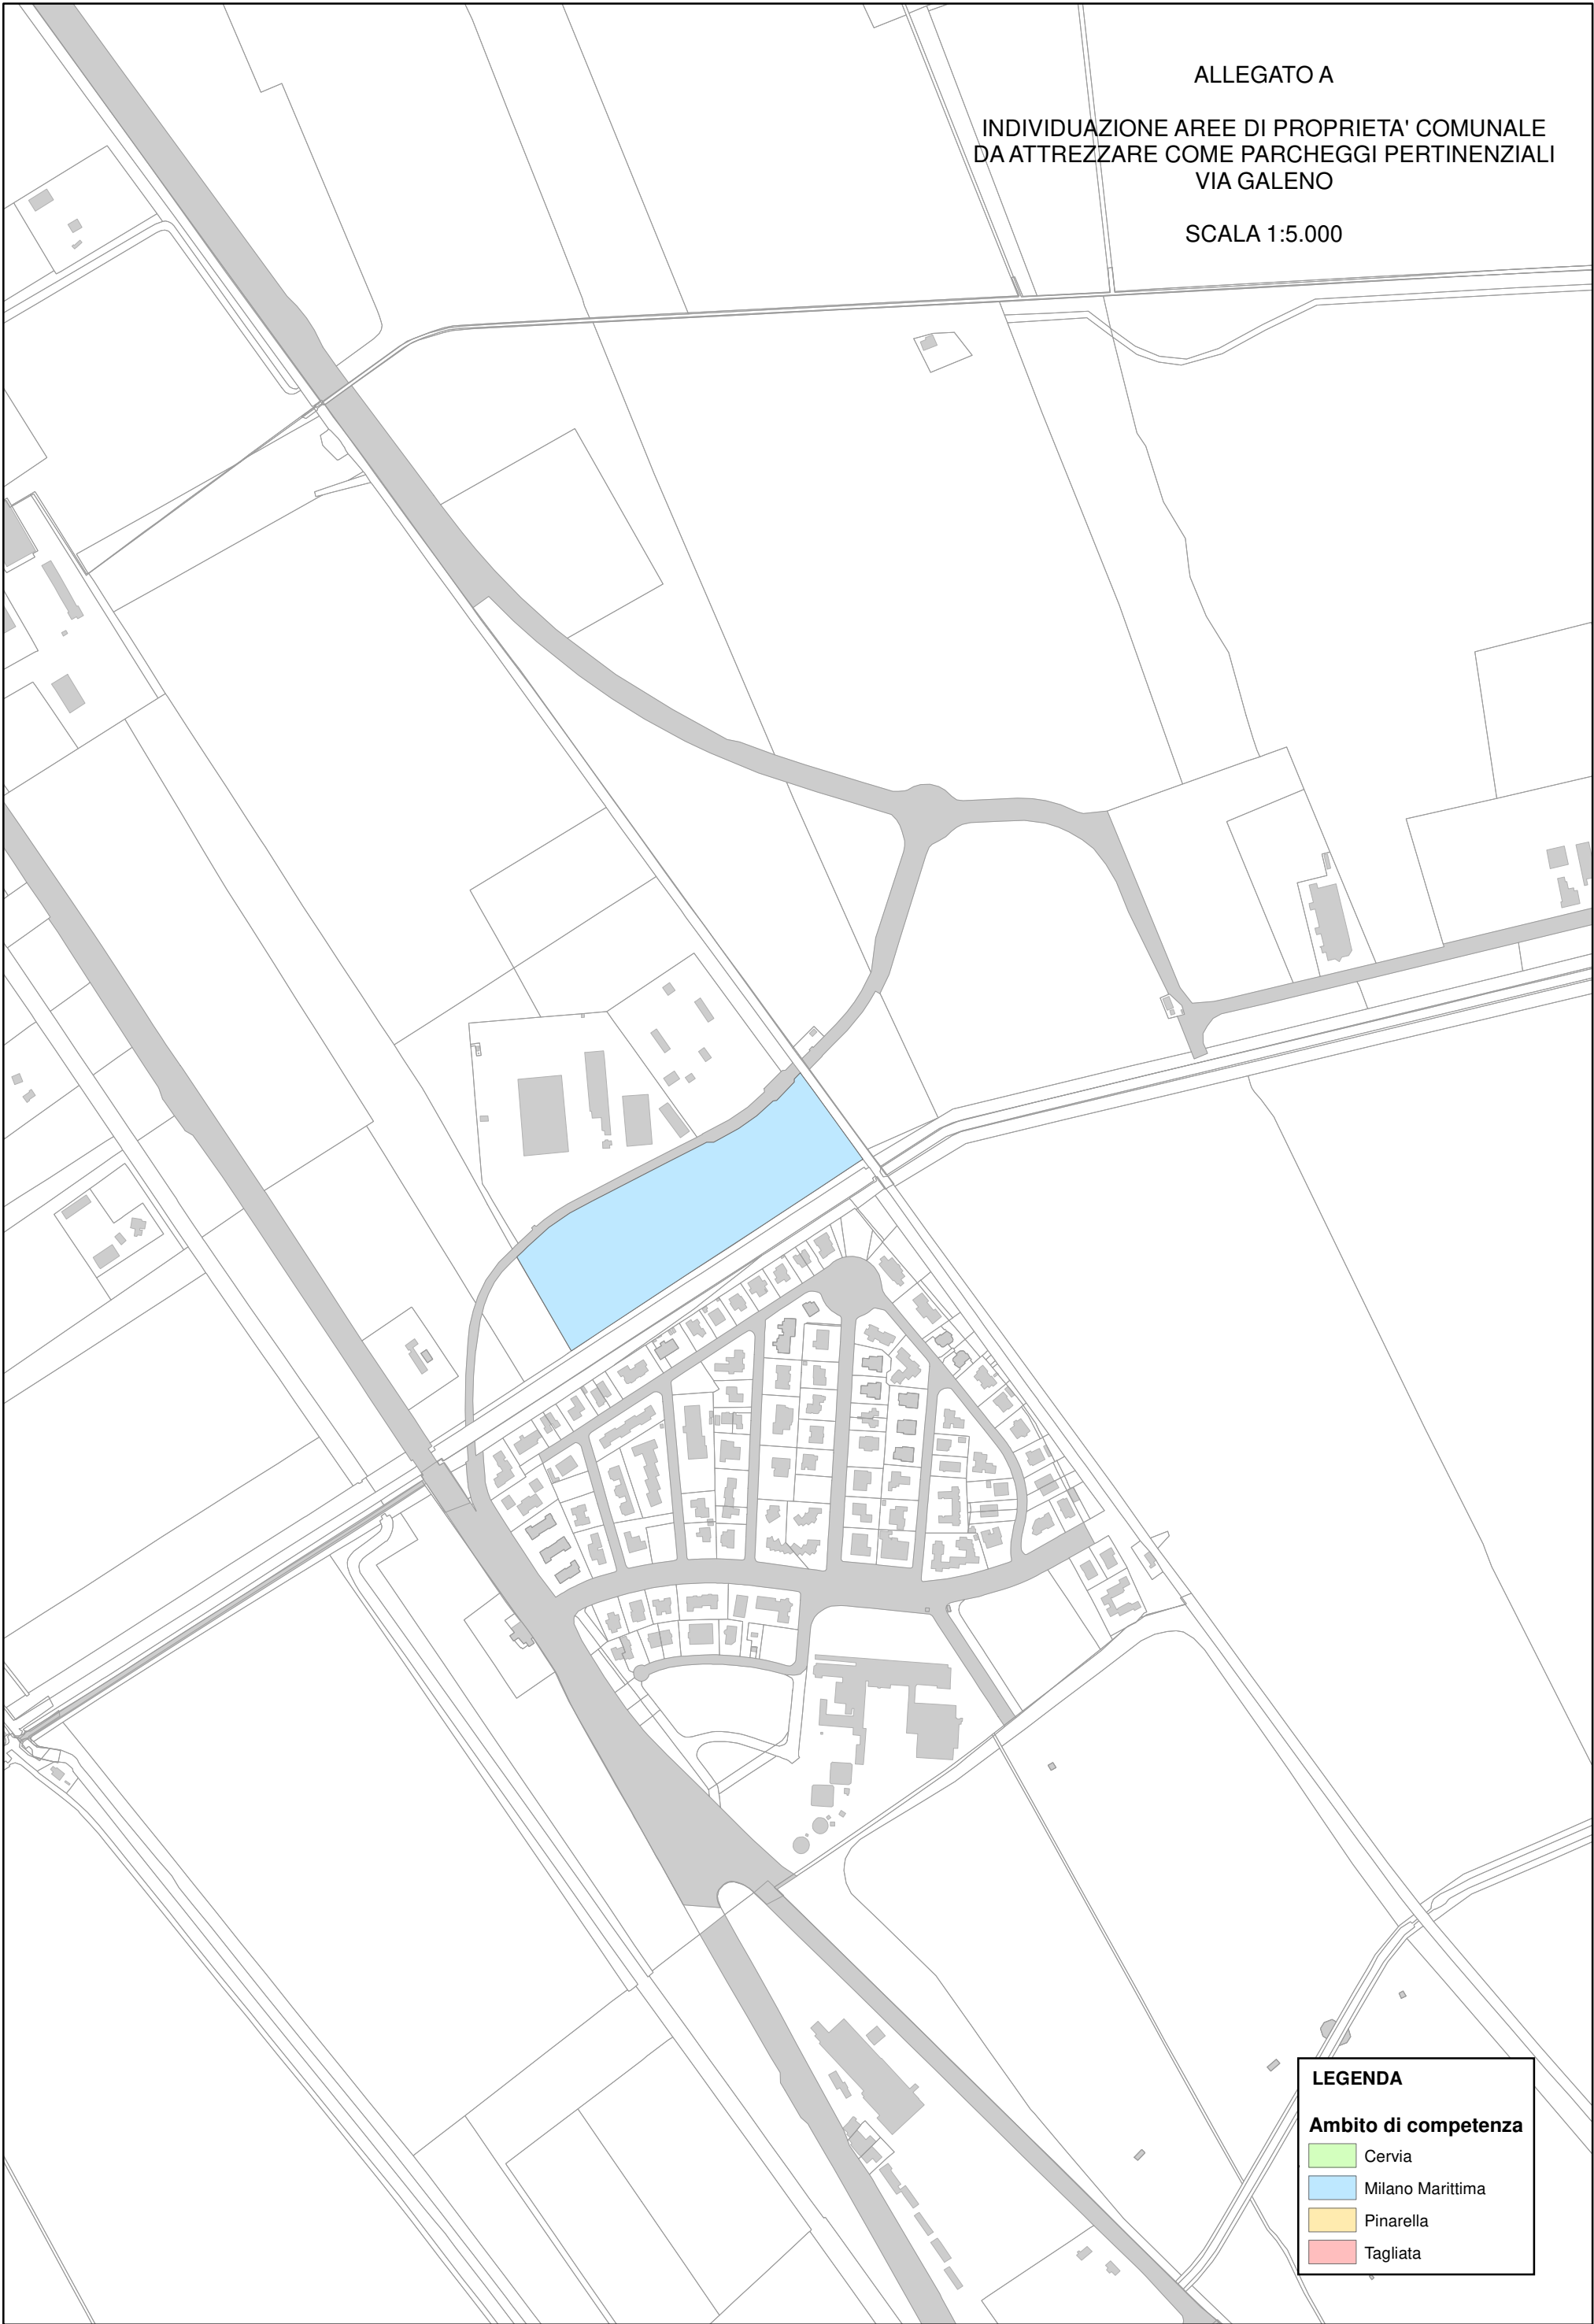 ALLEGATO A
INDIVIDUAZIONE AREE DI PROPRIETA' COMUNALE
DA ATTREZZARE COME PARCHEGGI PERTINENZIALI
VIA GALENO
SCALA 1:5.000
LEGENDA
Ambito di competenza
Cervia
Milano Marittima
Pinarella
Tagliata